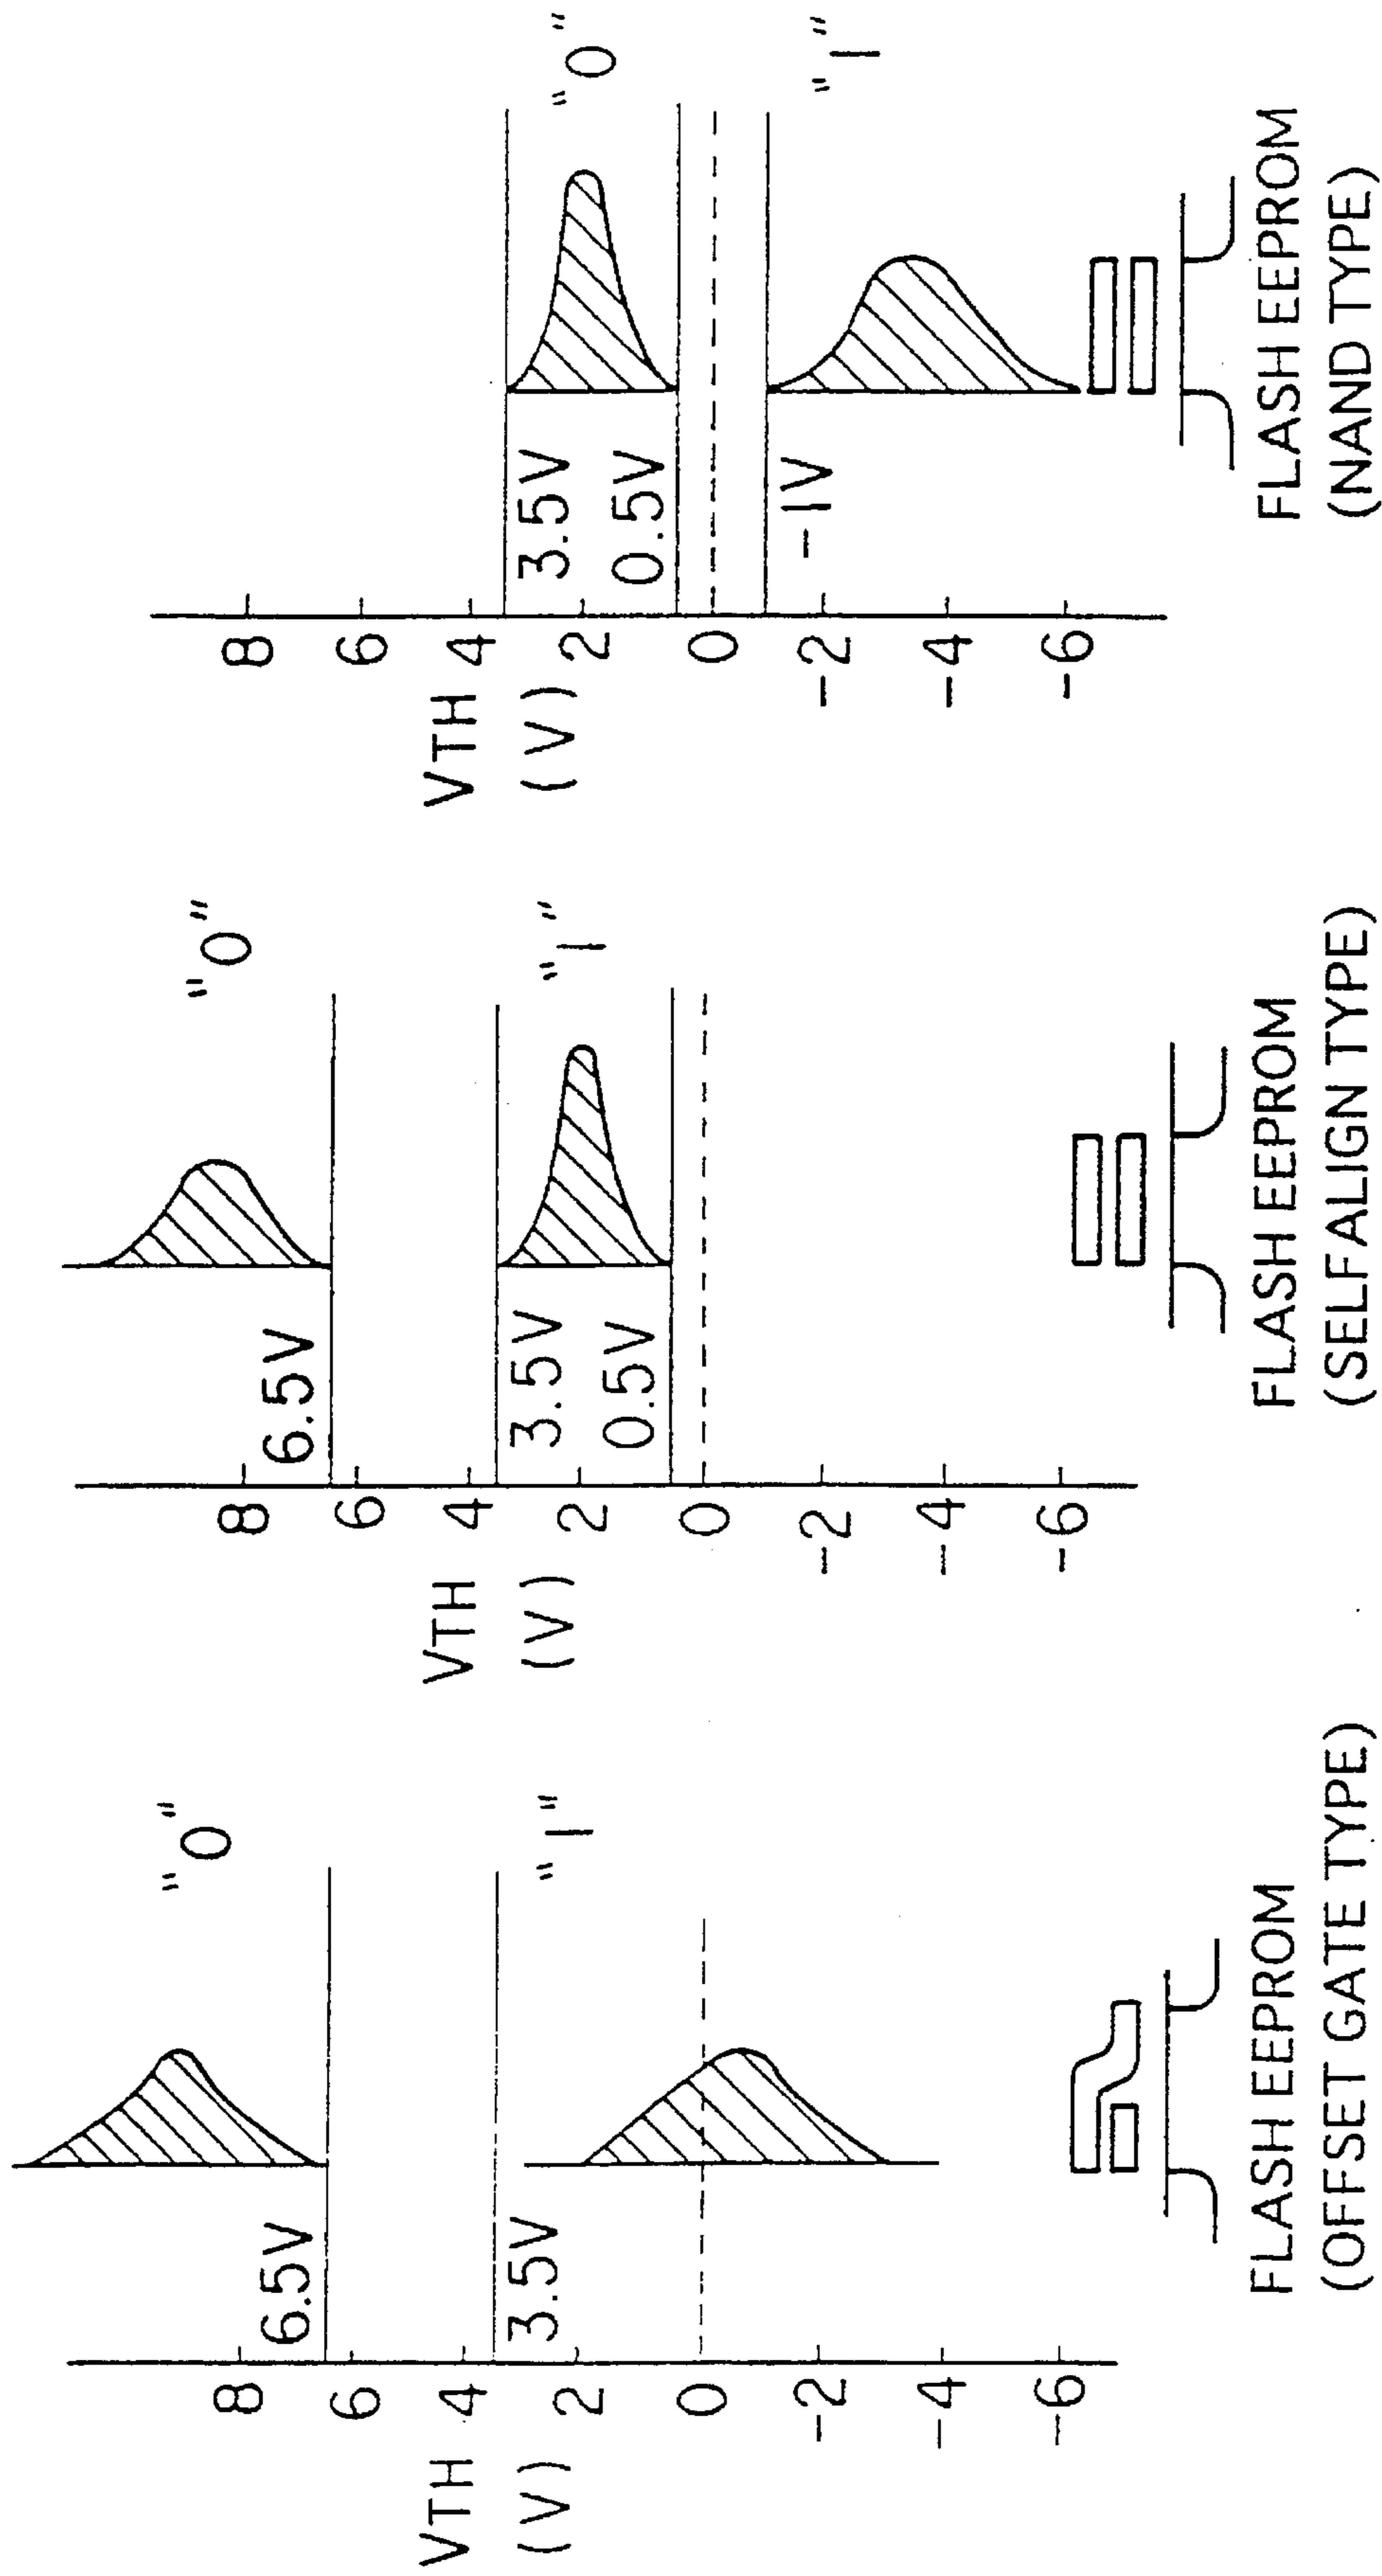 VTH
(V)
8
6
4
2
0
-2
-4
-6
6.5V
3.5V
"0"
"1"
FLASH EEPROM
(OFFSET GATE TYPE)
VTH
(V)
8
6
4
2
0
-2
-4
-6
6.5V
3.5V
0.5V
"0"
"1"
FLASH EEPROM
(SELF ALIGN TYPE)
VTH
(V)
8
6
4
2
0
-2
-4
-6
3.5V
0.5V
-1V
"0"
"1"
FLASH EEPROM
(NAND TYPE)